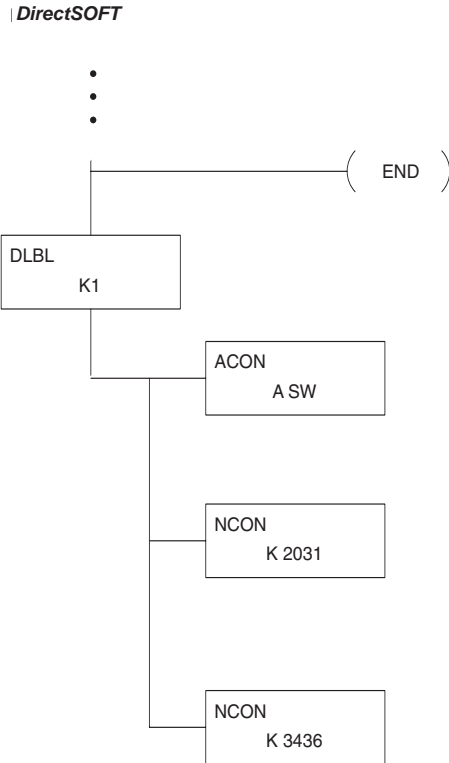 DirectSOFT
END
DLBL
K1
ACON
A SW
NCON
K 2031
NCON
K 3436